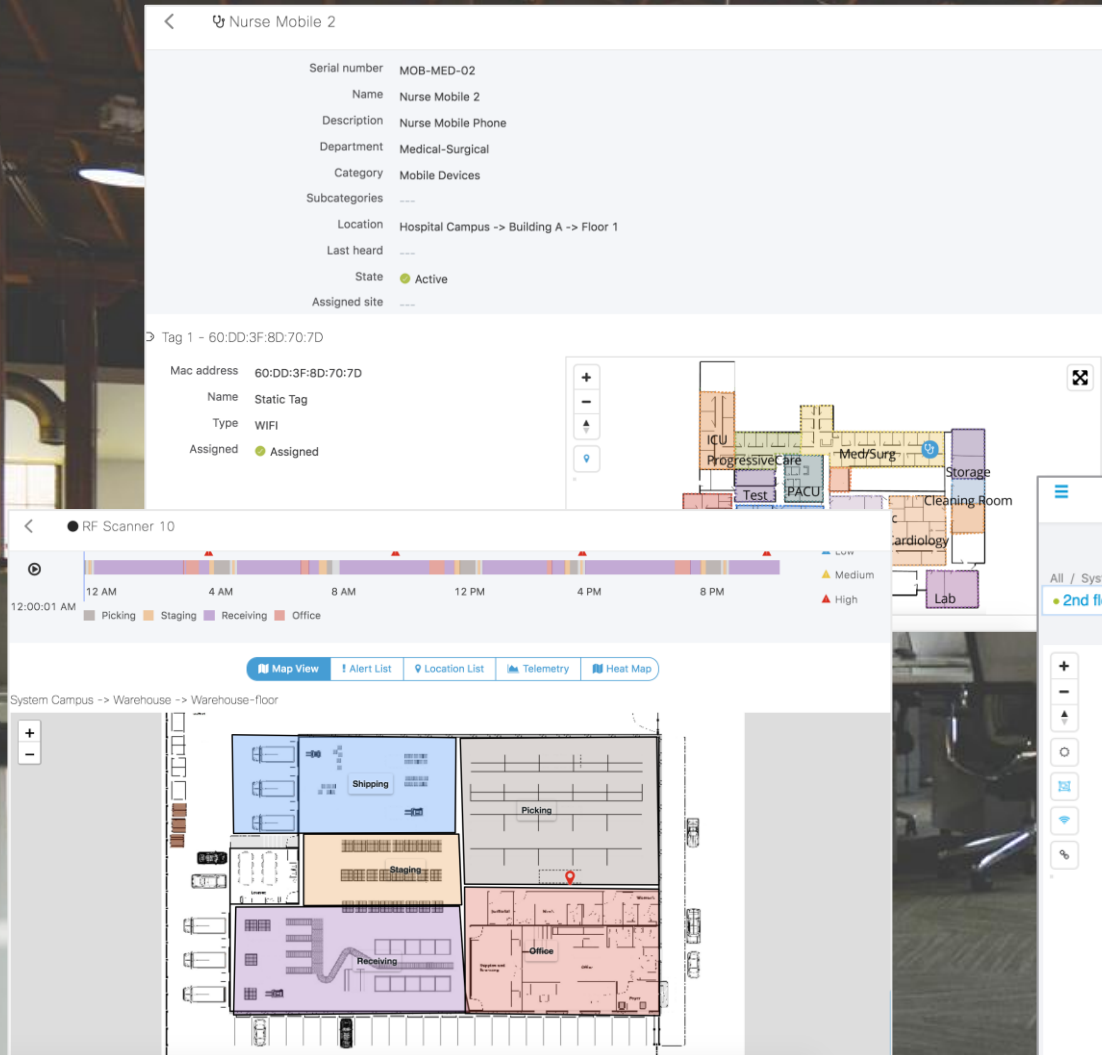 Nurse Mobile 2
Serial number MOB-MED-02
Name Nurse Mobile 2
Description Nurse Mobile Phone
Department Medical-Surgical
Category Mobile Devices
Subcategories ---
Location Hospital Campus -> Building A -> Floor 1
Last heard ---
State Active
Assigned site ---
Tag 1 - 60:DD:3F:8D:70:7D
Mac address 60:DD:3F:8D:70:7D
Name Static Tag
Type WIFI
Assigned Assigned
ICU
ProgressiveCare
Med/Surg
Storage
Test
PACU
Cleaning Room
ardiology
Lab
RF Scanner 10
Low
Medium
High
12 AM 4 AM 8 AM 12 PM 4 PM 8 PM
12:00:01 AM
Picking Staging Receiving Office
Map View ! Alert List Location List Telemetry Heat Map
System Campus -> Warehouse -> Warehouse-floor
Shipping
Picking
Staging
Receiving
Office
All / Sys
2nd fl